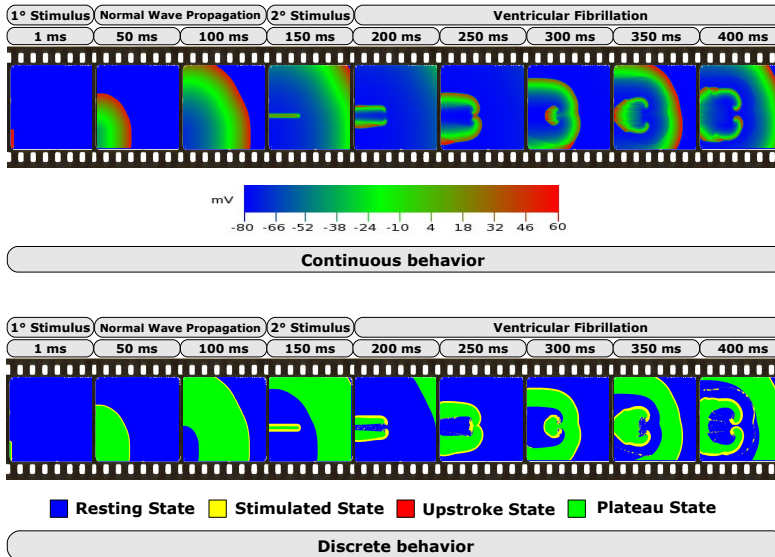 1° Stimulus Normal Wave Propagation 2° Stimulus Ventricular Fibrillation
1 ms 50 ms 100 ms 150 ms 200 ms 250 ms 300 ms 350 ms 400 ms
mV
-80 -66 -52 -38 -24 -10 4 18 32 46 60
Continuous behavior
1° Stimulus Normal Wave Propagation 2° Stimulus Ventricular Fibrillation
1 ms 50 ms 100 ms 150 ms 200 ms 250 ms 300 ms 350 ms 400 ms
Resting State Stimulated State Upstroke State Plateau State
Discrete behavior